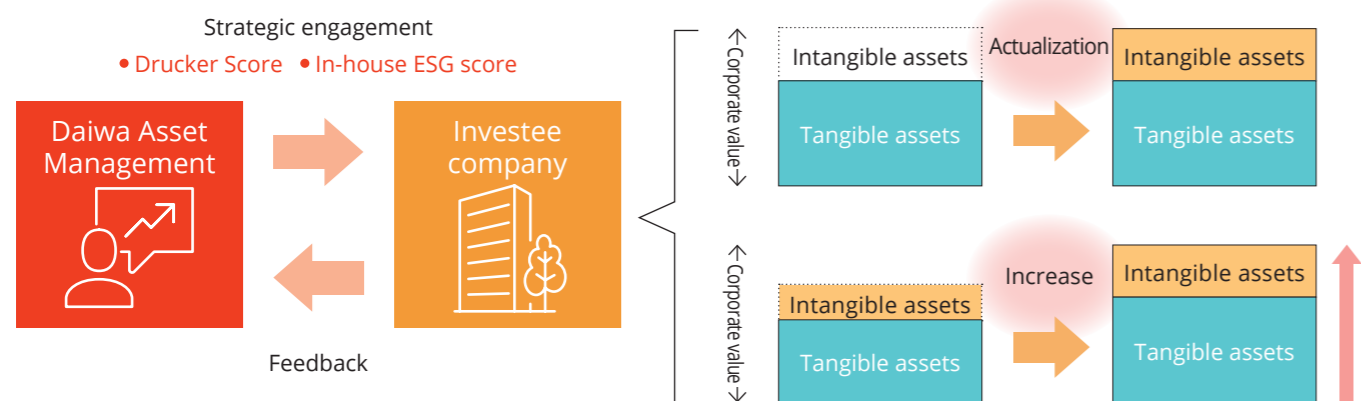 Strategic engagement
• Drucker Score • In-house ESG score
Daiwa Asset
Management
Investee
company
Feedback
←Corporate value→
Intangible assets
Tangible assets
Actualization
Intangible assets
Tangible assets
←Corporate value→
Intangible assets
Tangible assets
Increase
Intangible assets
Tangible assets